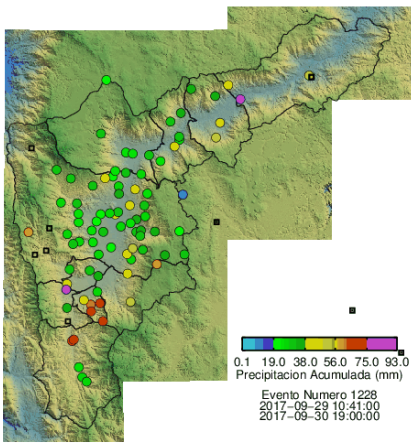 0.1 19.0 38.0 56.0 75.0 93.0
Precipitacion Acumulada (mm)
Evento Numero 1228
2017-09-29 10:41:00
2017-09-30 19:00:00